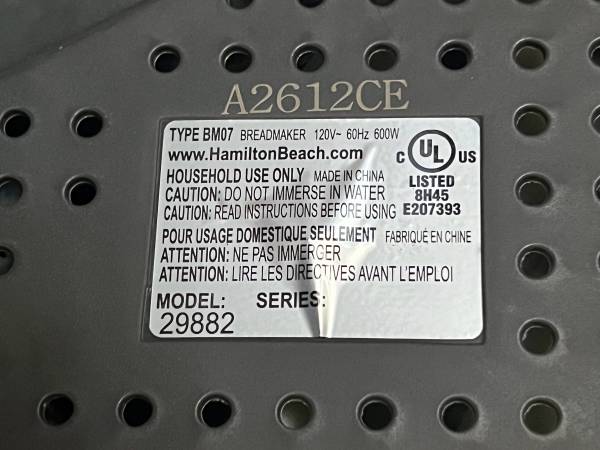 A2612CE
TYPE BM07 BREADMAKER 120V~ 60Hz 600W
www.HamiltonBeach.com
HOUSEHOLD USE ONLY MADE IN CHINA
CAUTION: DO NOT IMMERSE IN WATER
CAUTION: READ INSTRUCTIONS BEFORE USING
C UL US
LISTED
8H45
E207393
POUR USAGE DOMESTIQUE SEULEMENT FABRIQUÉ EN CHINE
ATTENTION: NE PAS IMMERGER
ATTENTION: LIRE LES DIRECTIVES AVANT L'EMPLOI
MODEL: SERIES:
29882